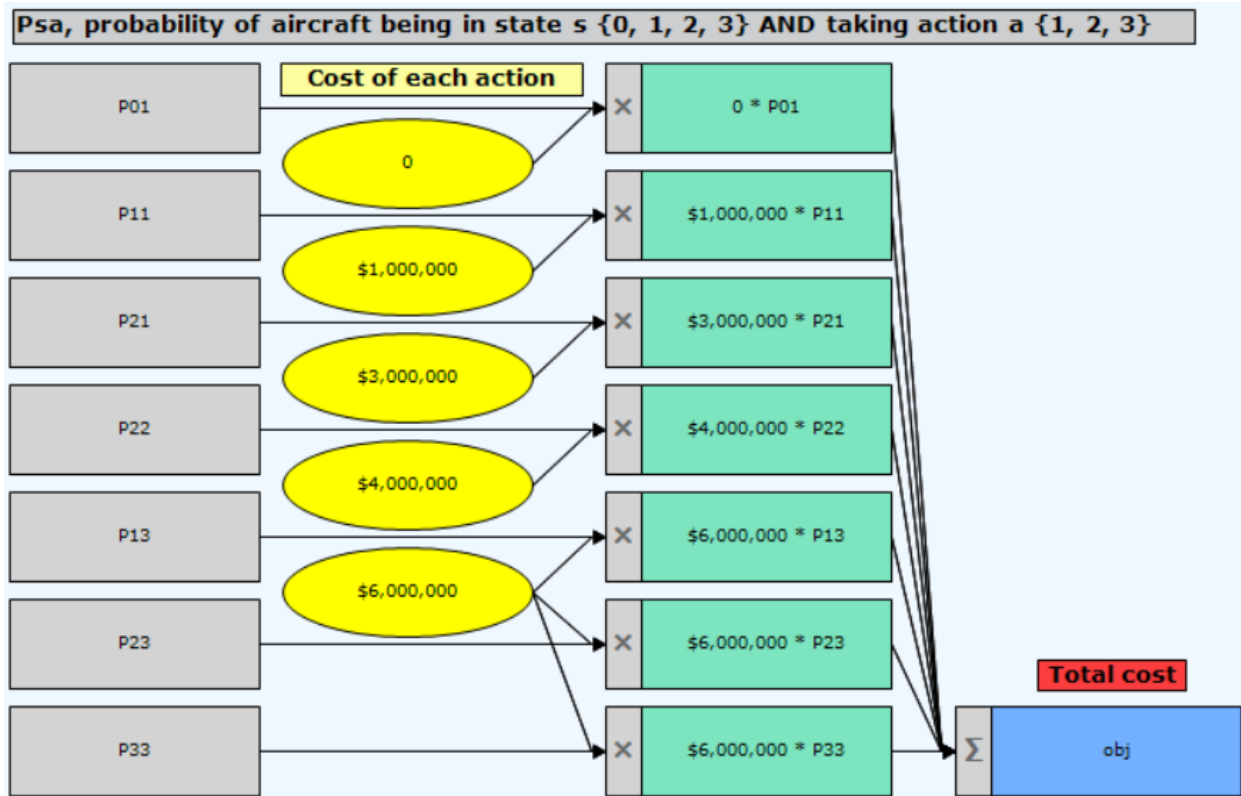 Psa, probability of aircraft being in state s {0, 1, 2, 3} AND taking action a {1, 2, 3}
Cost of each action
P01
× 0 * P01
0
P11
× $1,000,000 * P11
$1,000,000
P21
× $3,000,000 * P21
$3,000,000
P22
× $4,000,000 * P22
$4,000,000
P13
× $6,000,000 * P13
$6,000,000
P23
× $6,000,000 * P23
Total cost
P33
× $6,000,000 * P33
Σ obj